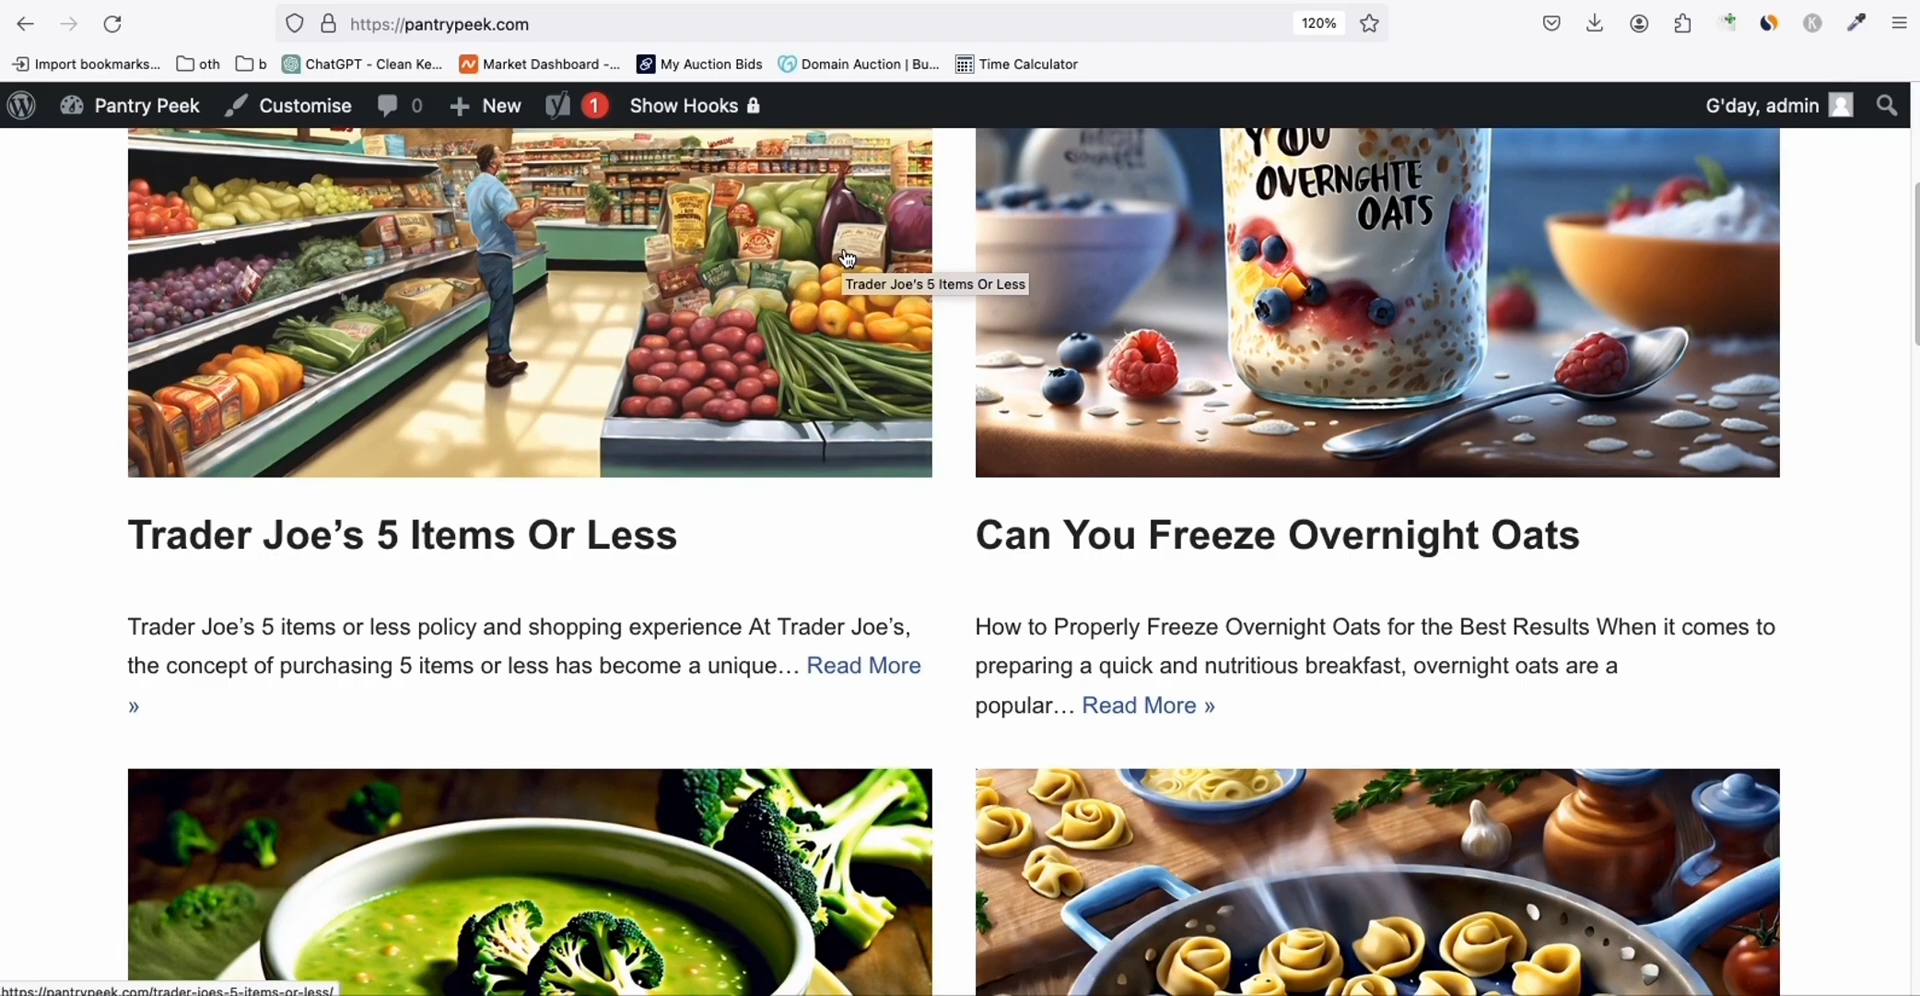 https://pantrypeek.com
120%
Import bookmarks...
oth
b
ChatGPT - Clean Ke...
Market Dashboard -...
My Auction Bids
Domain Auction | Bu...
Time Calculator
Pantry Peek
Customise
0
New
1
Show Hooks
G'day, admin
YOU
OVERNGHTE
OATS
Trader Joe's 5 Items Or Less
Trader Joe’s 5 Items Or Less
Can You Freeze Overnight Oats
Trader Joe’s 5 items or less policy and shopping experience At Trader Joe’s,
the concept of purchasing 5 items or less has become a unique… Read More
»
How to Properly Freeze Overnight Oats for the Best Results When it comes to
preparing a quick and nutritious breakfast, overnight oats are a
popular… Read More »
https://pantrypeek.com/trader-joes-5-items-or-less/